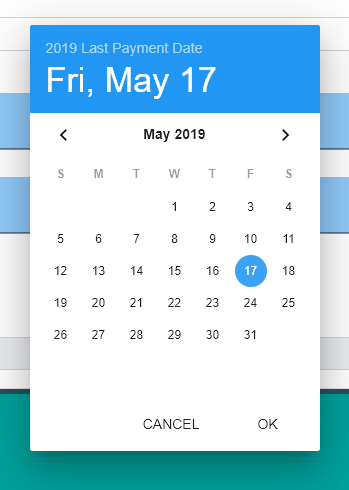 2019 Last Payment Date
Fri, May 17
May 2019
S M T W T F S
1 2 3 4
5 6 7 8 9 10 11
12 13 14 15 16 17 18
19 20 21 22 23 24 25
26 27 28 29 30 31
CANCEL OK